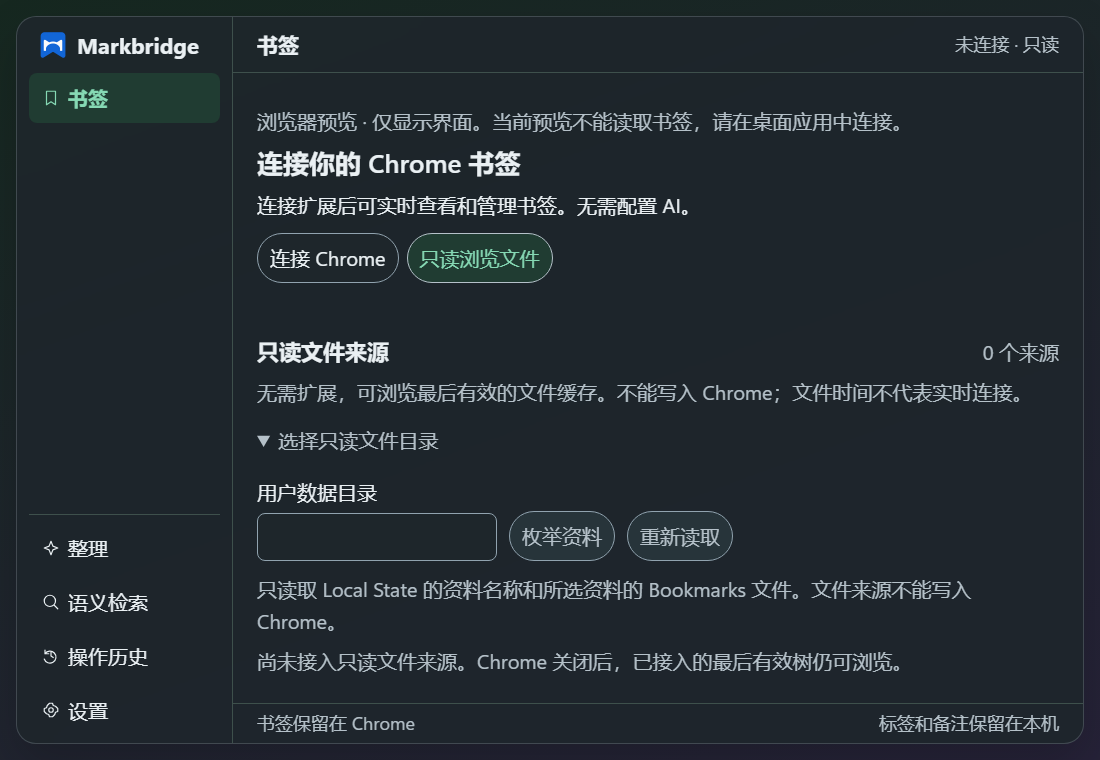 Markbridge
书签
整理
语义检索
操作历史
设置
书签
未连接 · 只读
浏览器预览 · 仅显示界面。当前预览不能读取书签，请在桌面应用中连接。
连接你的 Chrome 书签
连接扩展后可实时查看和管理书签。无需配置 AI。
连接 Chrome
只读浏览文件
只读文件来源
0 个来源
无需扩展，可浏览最后有效的文件缓存。不能写入 Chrome；文件时间不代表实时连接。
▼ 选择只读文件目录
用户数据目录
枚举资料
重新读取
只读取 Local State 的资料名称和所选资料的 Bookmarks 文件。文件来源不能写入
Chrome。
尚未接入只读文件来源。Chrome 关闭后，已接入的最后有效树仍可浏览。
书签保留在 Chrome
标签和备注保留在本机